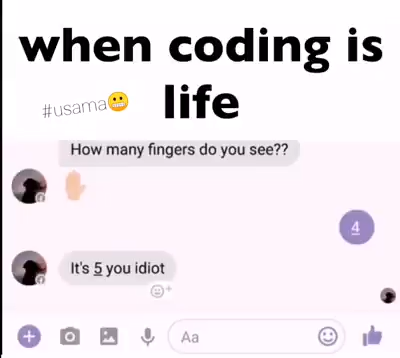 when coding is
life
#usama😬
How many fingers do you see??
✋🏼
4
It's 5 you idiot
Aa